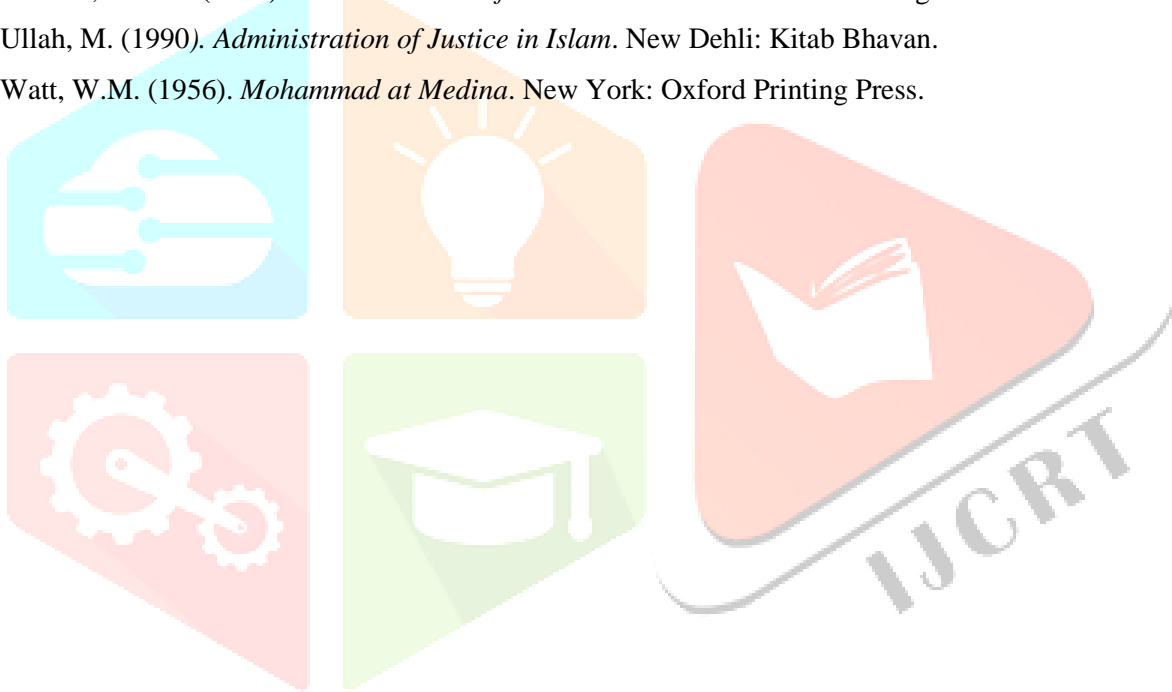 Ullah, M. (1990). Administration of Justice in Islam. New Dehli: Kitab Bhavan.
Watt, W.M. (1956). Mohammad at Medina. New York: Oxford Printing Press.
IJCRT